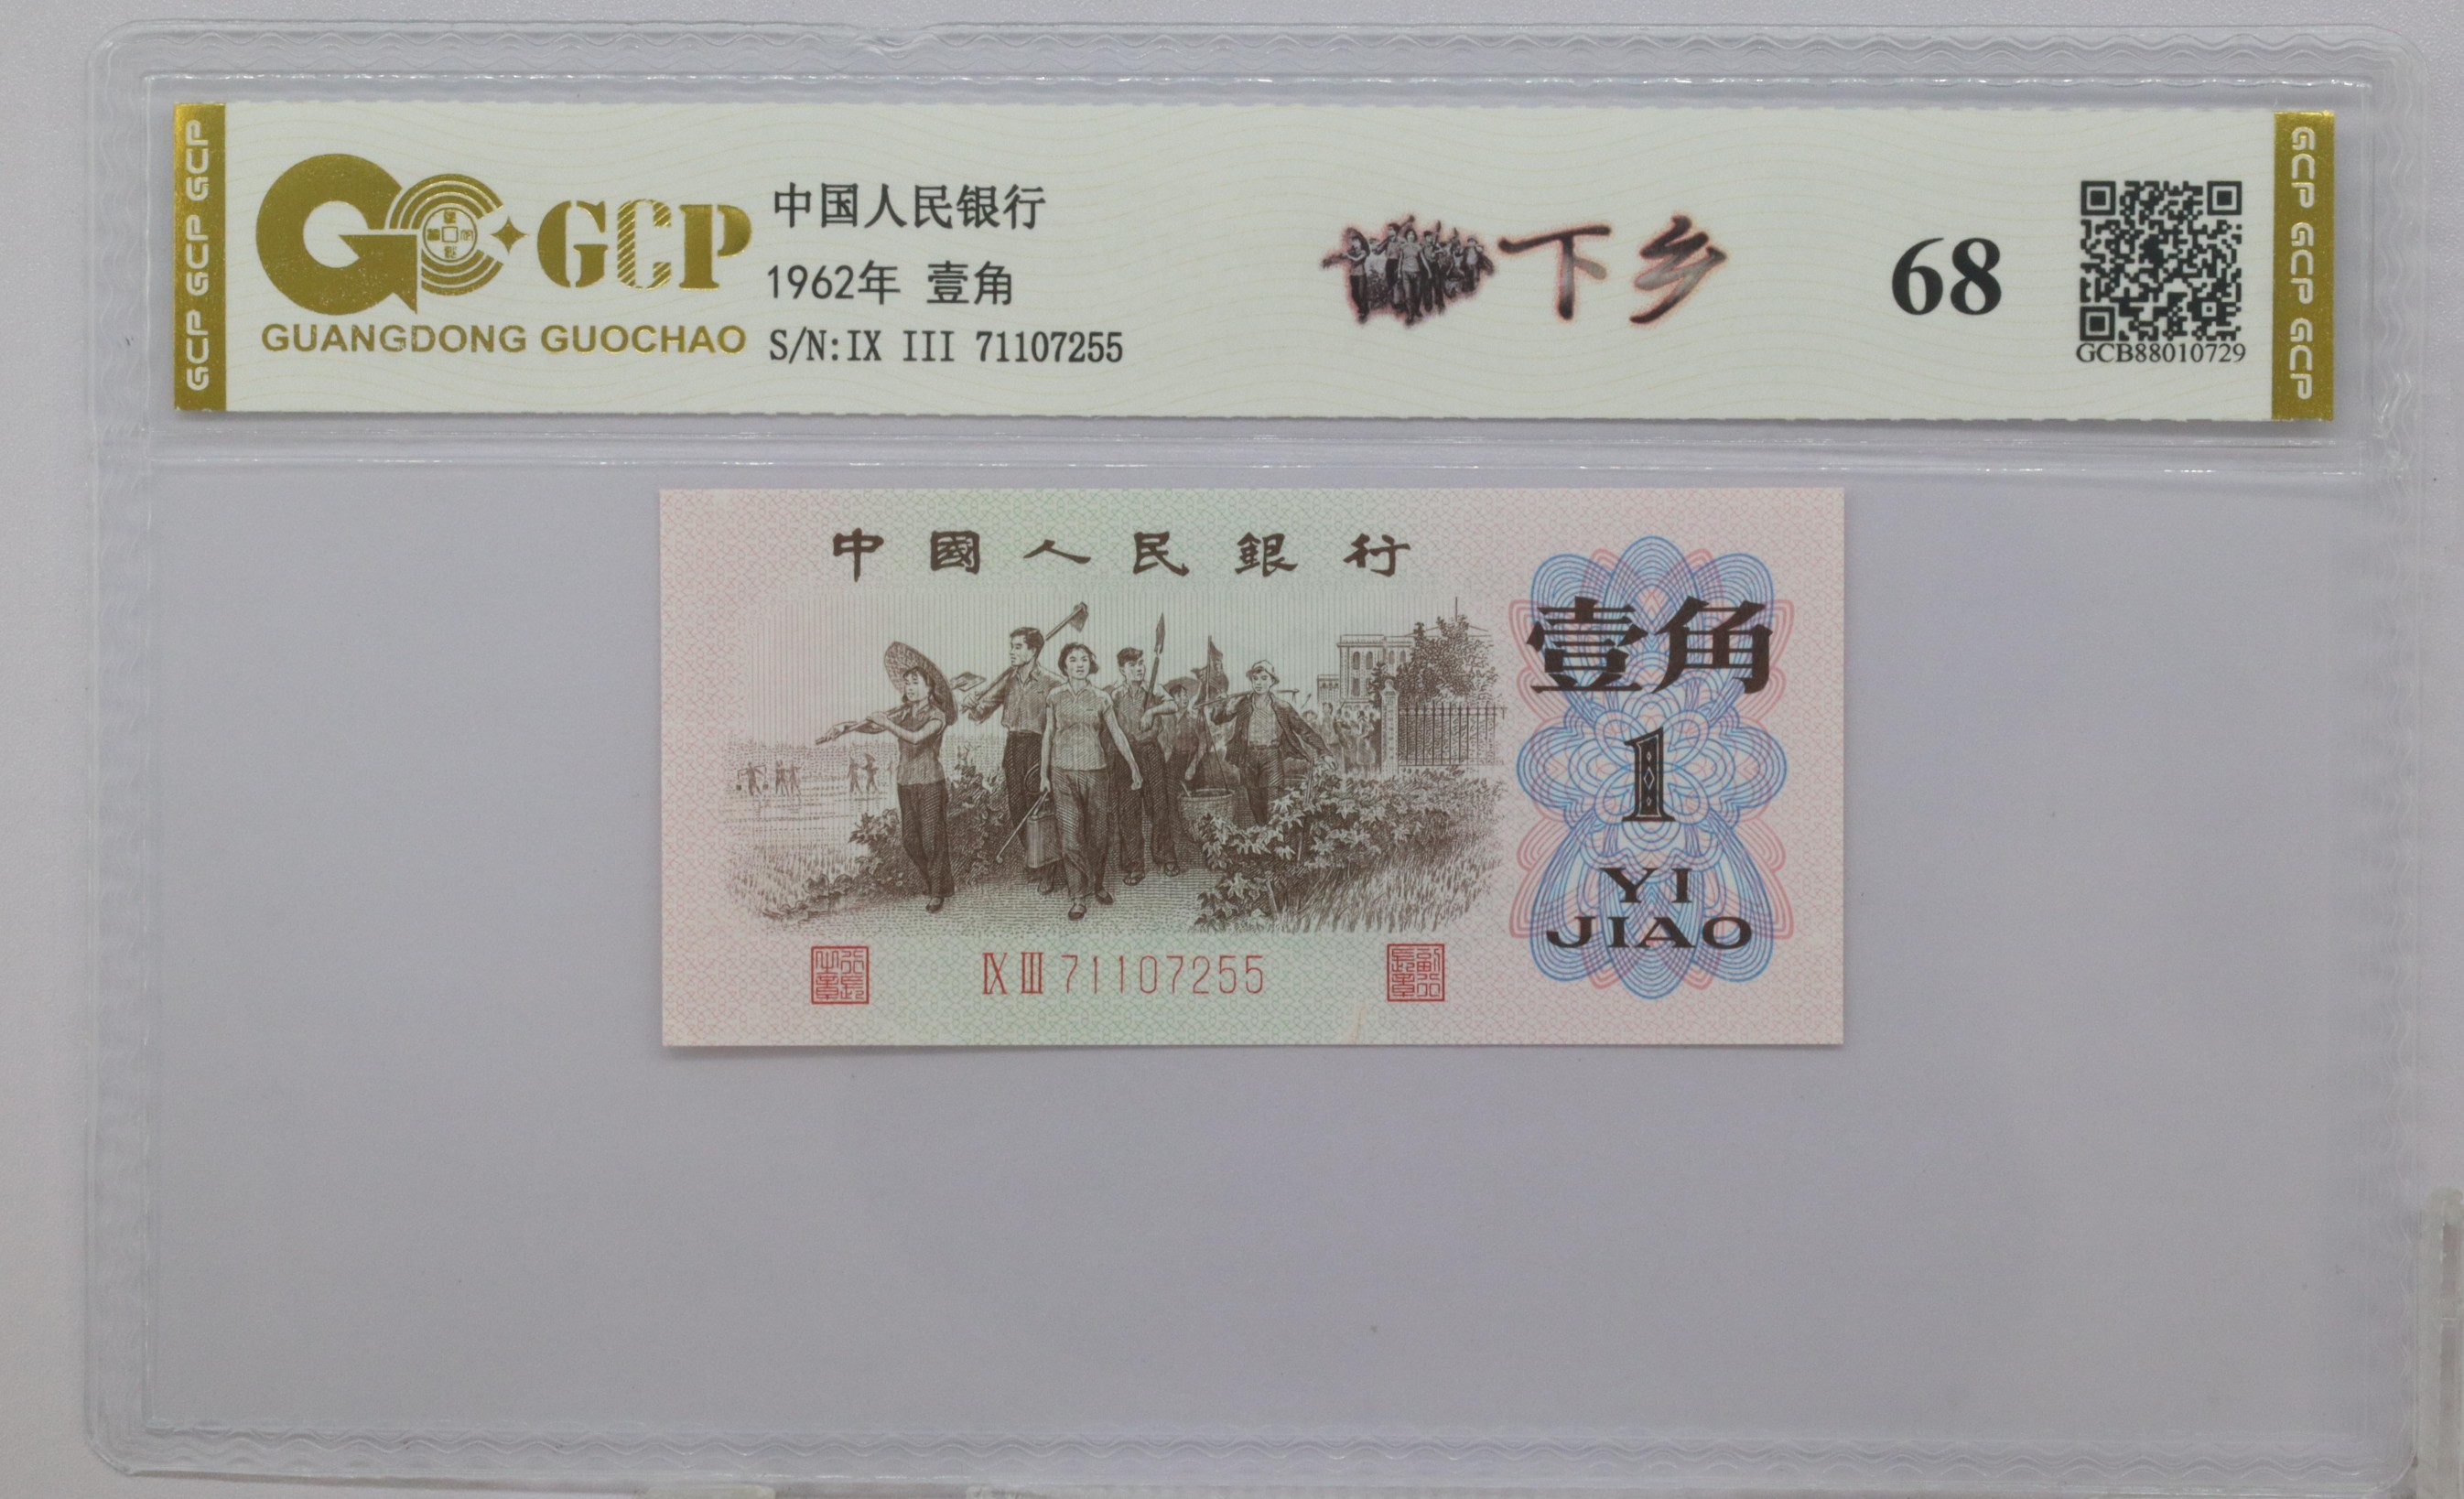 GCP GCP GCP
GCP
GUANGDONG GUOCHAO
中国人民银行
1962年 壹角
S/N:IX III 71107255
下乡
68
GCB88010729
GCP GCP GCP
中國人民銀行
壹角
1
YI
JIAO
ⅨⅢ 71107255